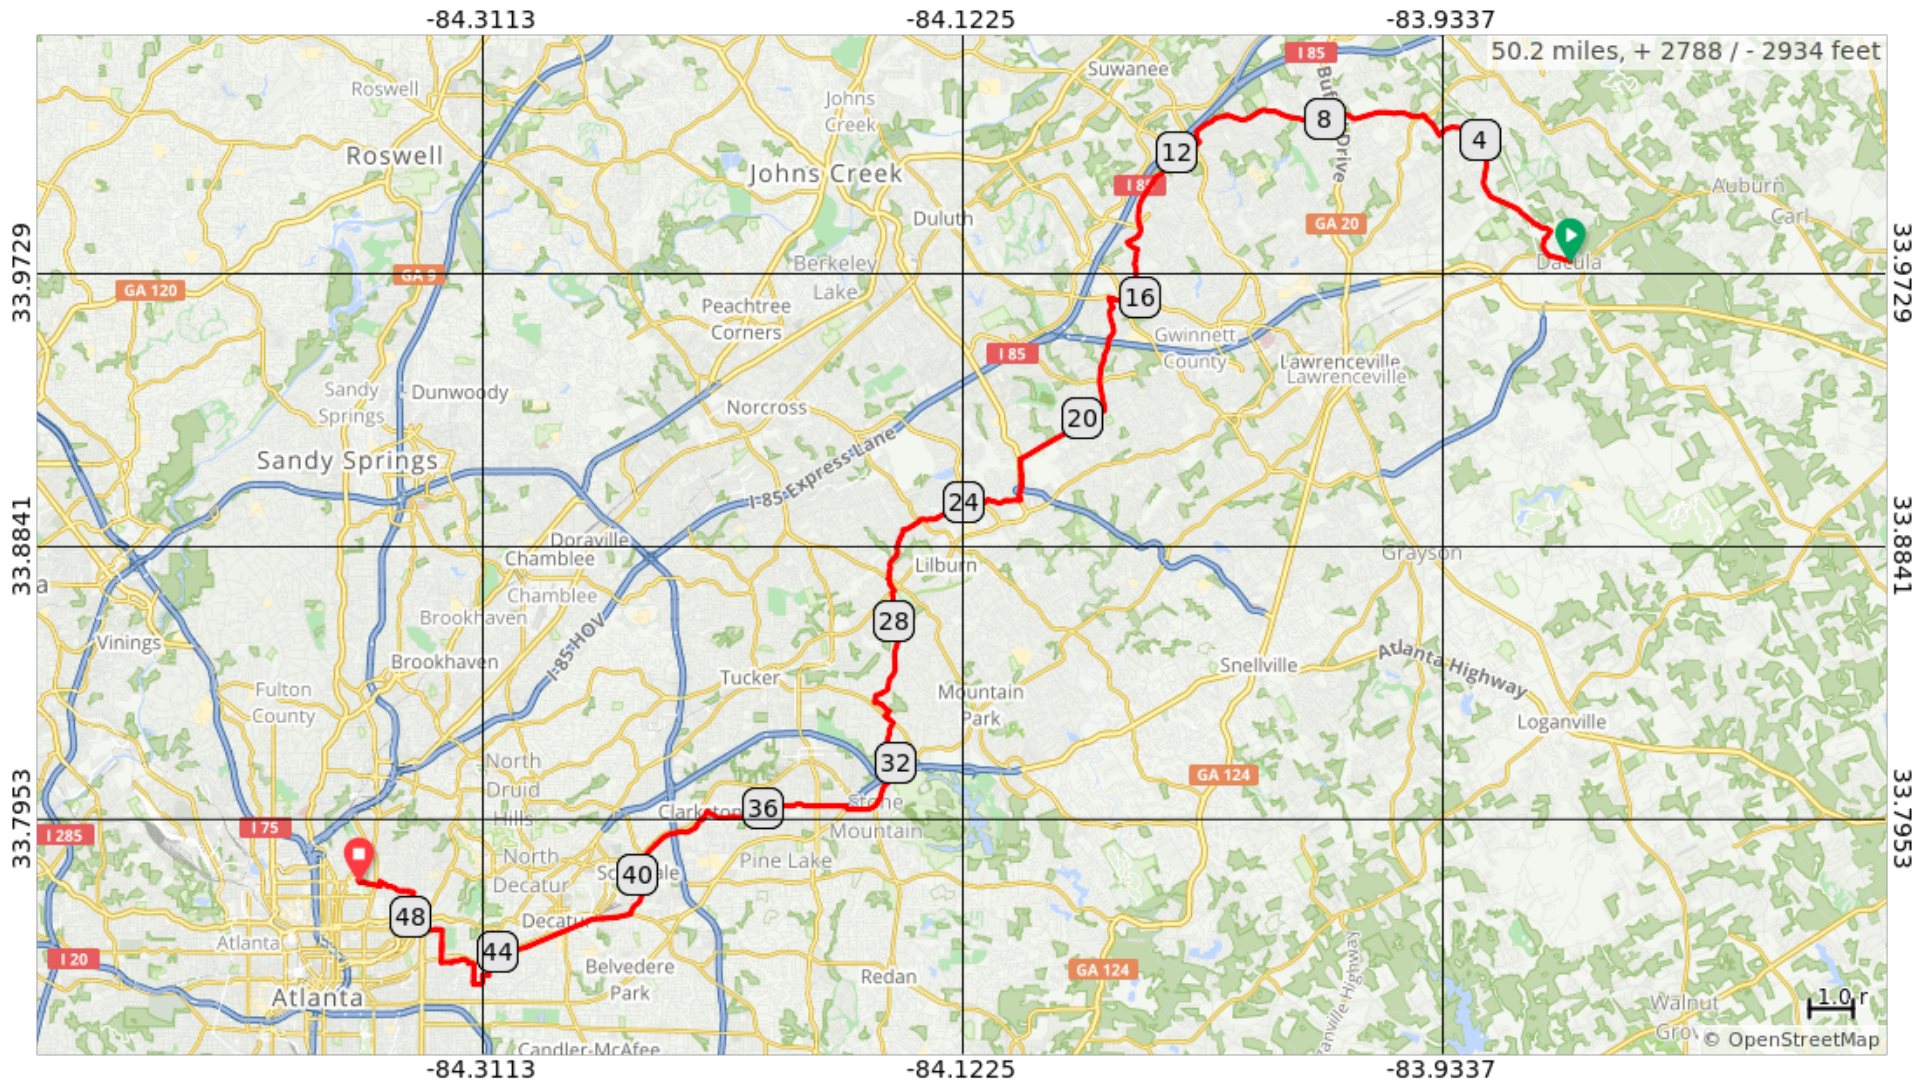 -84.3113
-84.1225
-83.9337
50.2 miles, + 2788 / - 2934 feet
I 85
Suwanee
Roswell
Johns
Creek
8
4
12
Roswell
Johns Creek
Drive
I 85
Auburn
Carl
Duluth
GA 20
33.9729
33.9729
Berkeley
Lake
Dacula
GA 9
GA 120
16
Peachtree
Corners
Gwinnett
County
I 85
Lawrenceville
Lawrenceville
Sandy
Springs
Dunwoody
Norcross
20
Sandy Springs
I-85 Express Lane
24
33.8841
33.8841
Doraville
Chamblee
Chamblee
Lilburn
Grayson
a
Brookhaven
28
Vinings
I-85 HOV
Brookhaven
Snellville
Atlanta Highway
Tucker
Fulton
County
Mountain
Park
Loganville
32
North
Druid
Hills
GA 124
33.7953
33.7953
36
Clarkston
Stone
Mountain
I 285
I 75
North
Decatur
Pine Lake
40
48
Decatur
Atlanta
44
I 20
Belvedere
Park
Redan
GA 124
Atlanta
Walnut
1.0
© OpenStreetMap
Candler-McAfee
-84.3113
-84.1225
-83.9337